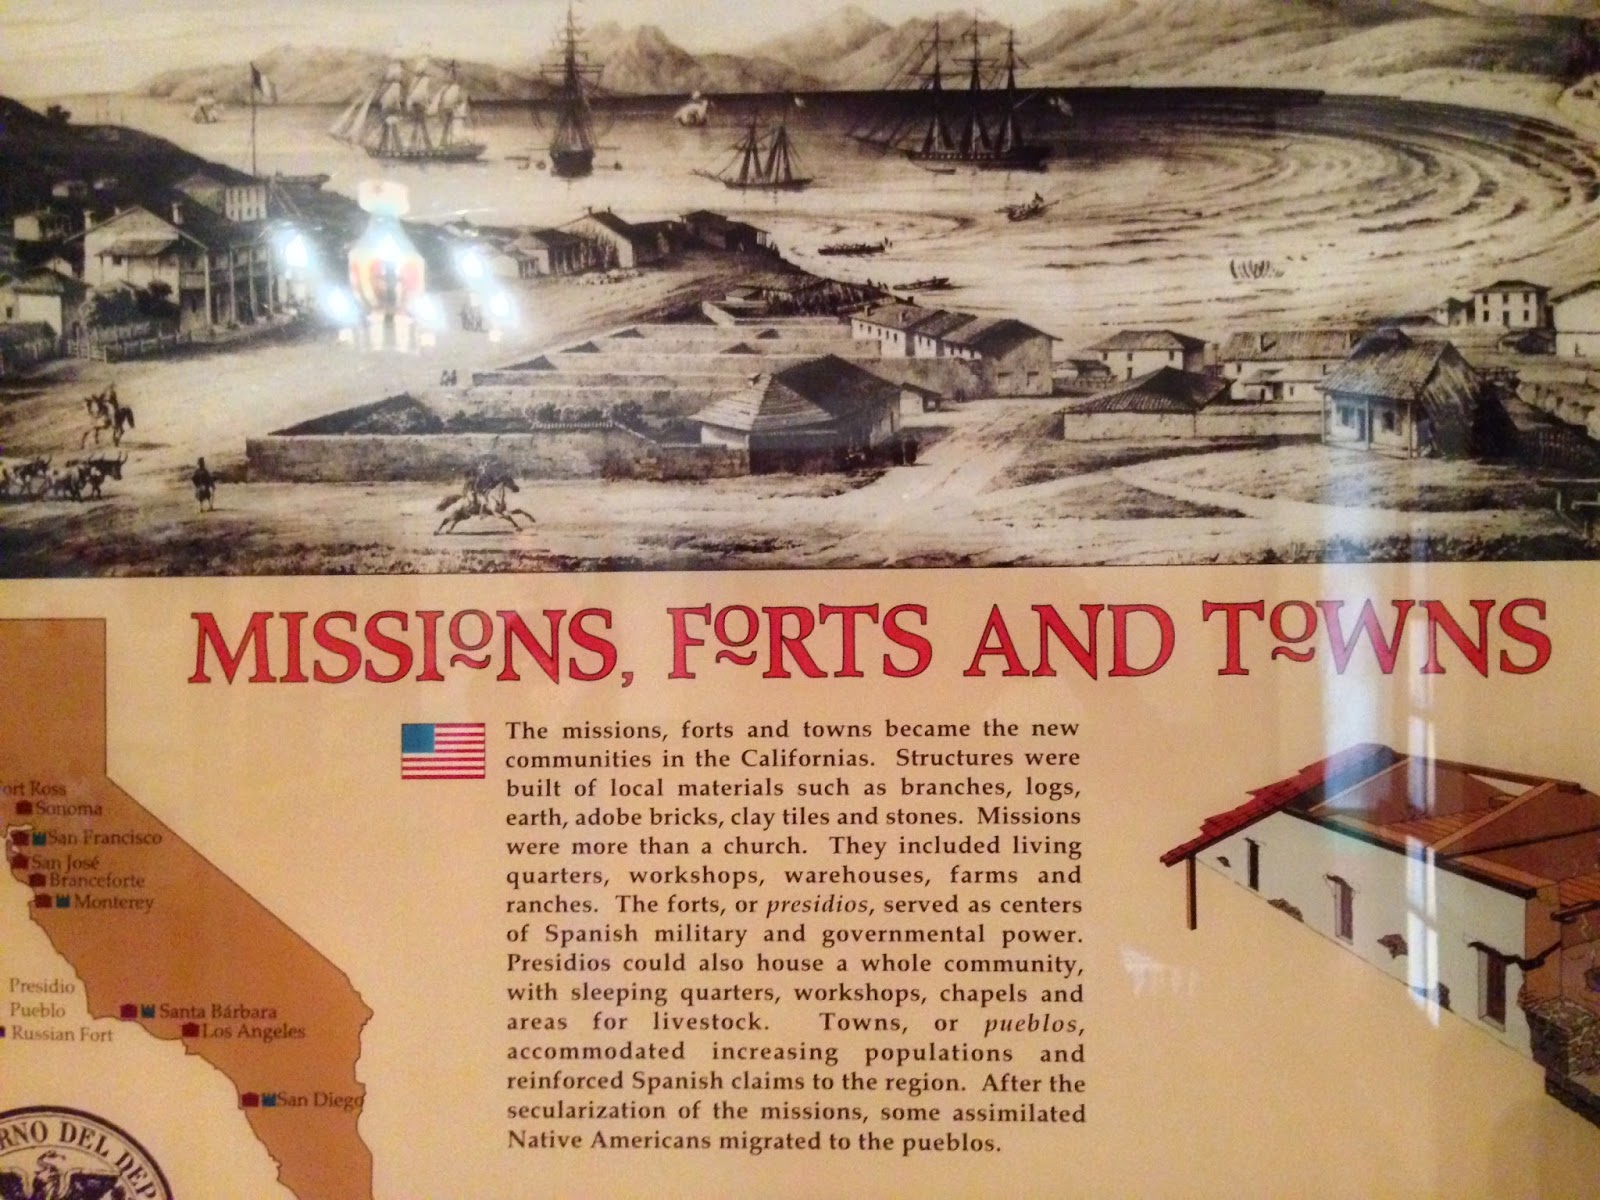 MISSIONS, FORTS AND TOWNS
The missions, forts and towns became the new
communities in the Californias. Structures were
built of local materials such as branches, logs,
earth, adobe bricks, clay tiles and stones. Missions
were more than a church. They included living
quarters, workshops, warehouses, farms and
ranches. The forts, or presidios, served as centers
of Spanish military and governmental power.
Presidios could also house a whole community,
with sleeping quarters, workshops, chapels and
areas for livestock. Towns, or pueblos,
accommodated increasing populations and
reinforced Spanish claims to the region. After the
secularization of the missions, some assimilated
Native Americans migrated to the pueblos.
ort Ross
Sonoma
San Francisco
San José
Branceforte
Monterey
Presidio
Pueblo
Russian Fort
Santa Bárbara
Los Angeles
San Diego
RNO DEL DEP